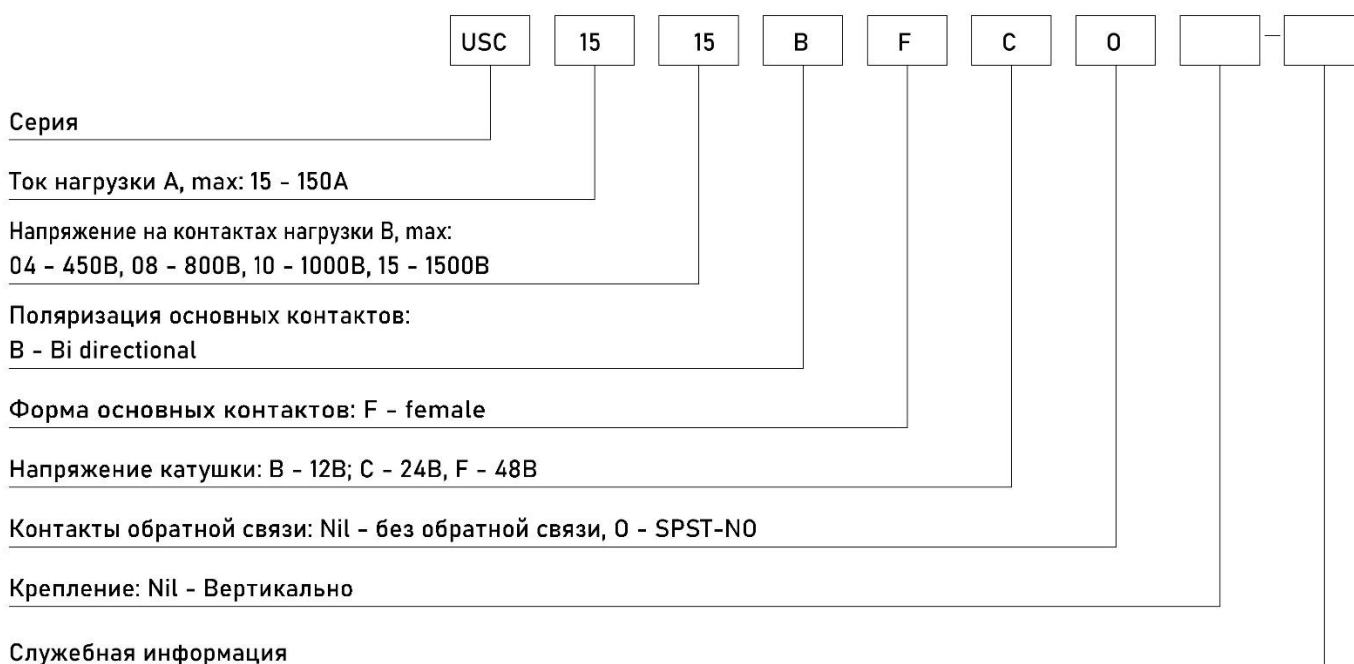 USC 15 15 B F C O –
Серия
Ток нагрузки А, max: 15 - 150А
Напряжение на контактах нагрузки В, max:
04 - 450В, 08 - 800В, 10 - 1000В, 15 - 1500В
Поляризация основных контактов:
B - Bi directional
Форма основных контактов: F - female
Напряжение катушки: B - 12В; C - 24В, F - 48В
Контакты обратной связи: Nil - без обратной связи, O - SPST-NO
Крепление: Nil - Вертикально
Служебная информация